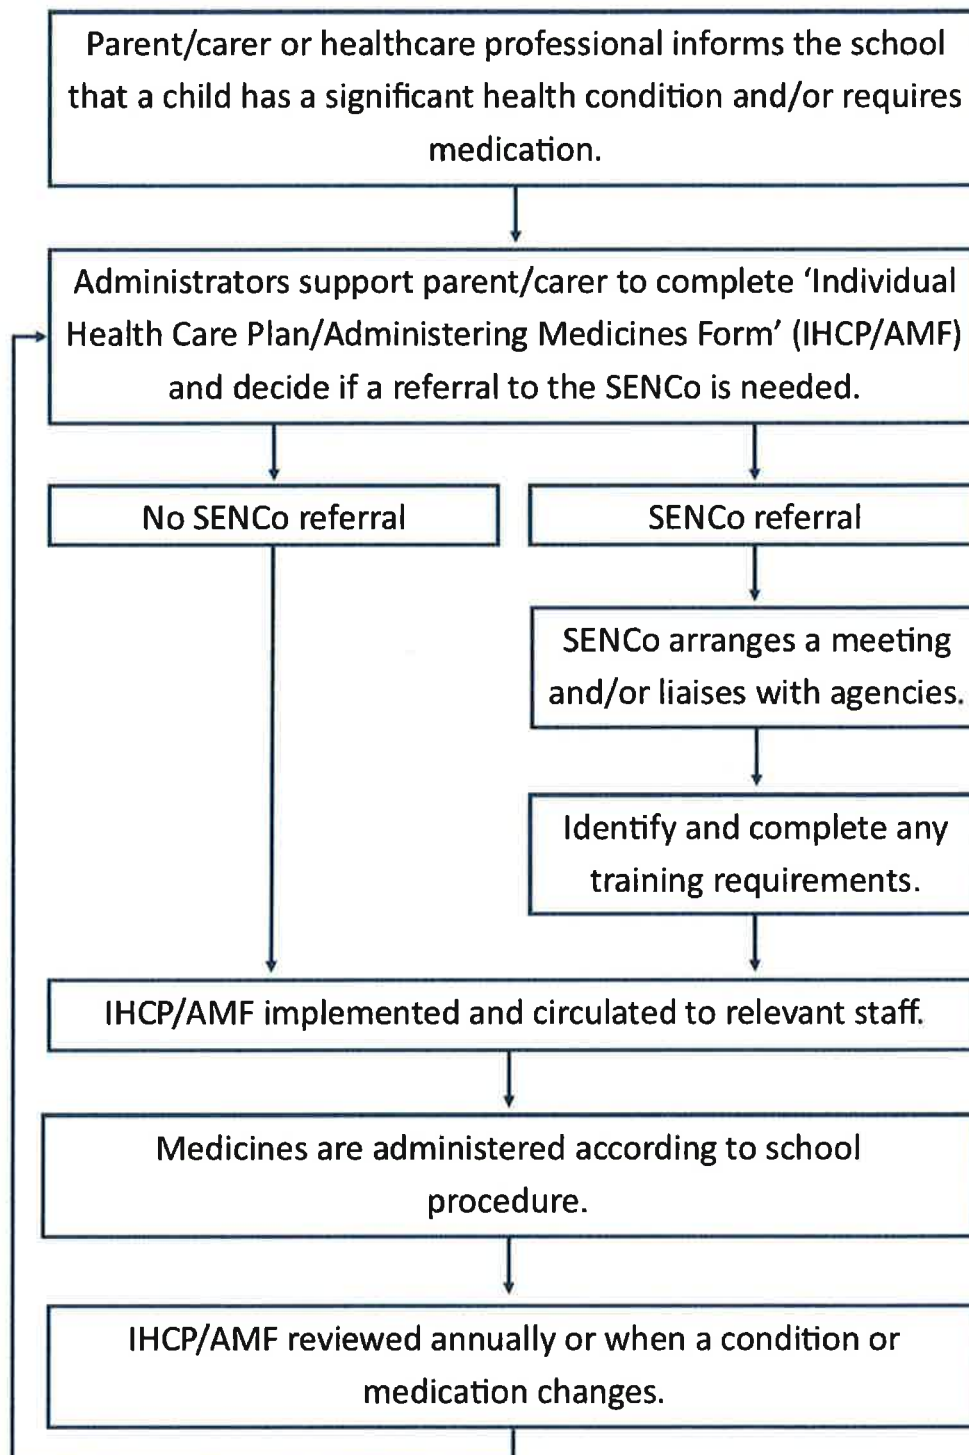 Parent/carer or healthcare professional informs the school
that a child has a significant health condition and/or requires
medication.
Administrators support parent/carer to complete ‘Individual
Health Care Plan/Administering Medicines Form’ (IHCP/AMF)
and decide if a referral to the SENCo is needed.
No SENCo referral
SENCo referral
SENCo arranges a meeting
and/or liaises with agencies.
Identify and complete any
training requirements.
IHCP/AMF implemented and circulated to relevant staff.
Medicines are administered according to school
procedure.
IHCP/AMF reviewed annually or when a condition or
medication changes.